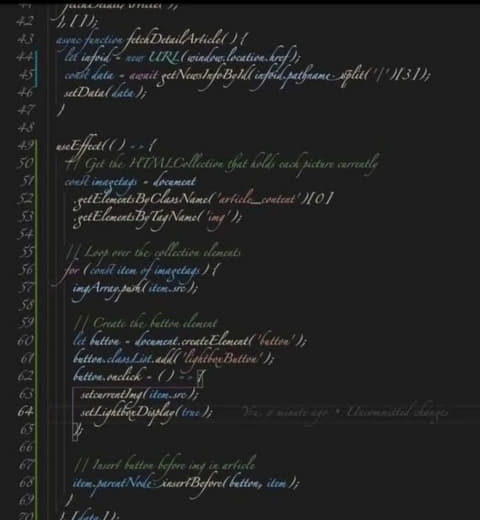 42 }, [ ]);
43 async function fetchDetailArticle( ) {
44 let infoid = new URL(window.location.href);
45 const data = await getNewsInfoById( infoid.pathname .split( '/' )[3] );
46 setData( data );
47 }
48
49 useEffect( ( ) => {
50 // Get the HTMLCollection that holds each picture currently
51 const imagetags = document
52 .getElementsByClassName( 'article_content' )[0]
53 .getElementsByTagName( 'img' );
54
55 // Loop over the collection elements
56 for ( const item of imagetags ) {
57 imgArray.push( item.src );
58
59 // Create the button element
60 let button = document.createElement( 'button' );
61 button.classList.add( 'lightboxButton' );
62 button.onclick = ( ) => {
63 setcurrentImg( item.src );
64 setLightboxDisplay( true ); You, a minute ago • Uncommitted changes
65 };
66
67 // Insert button before img in article
68 item.parentNode .insertBefore( button, item );
69 }
70 }, [ data ] );